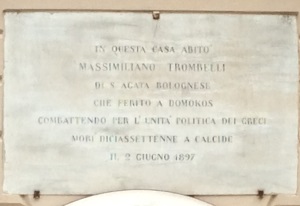 IN QUESTA CASA ABITÒ
MASSIMILIANO TROMBELLI
DI S. AGATA BOLOGNESE
CHE FERITO A DOMOKOS
COMBATTENDO PER L'UNITÀ POLITICA DEI GRECI
MORÌ DICIASSETTENNE A CALCIDE
IL 2 GIUGNO 1897